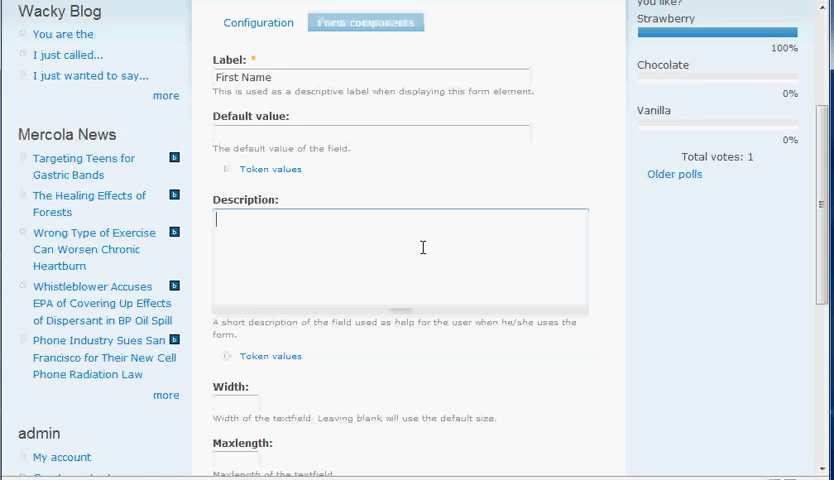 Wacky Blog
You are the
I just called...
I just wanted to say...
more
Mercola News
Targeting Teens for
Gastric Bands
The Healing Effects of
Forests
Wrong Type of Exercise
Can Worsen Chronic
Heartburn
Whistleblower Accuses
EPA of Covering Up Effects
of Dispersant in BP Oil Spill
Phone Industry Sues San
Francisco for Their New Cell
Phone Radiation Law
more
admin
My account
Configuration
Form components
Label: *
First Name
This is used as a descriptive label when displaying this form element.
Default value:
The default value of the field.
Token values
Description:
A short description of the field used as help for the user when he/she uses the
form.
Token values
Width:
Width of the textfield. Leaving blank will use the default size.
Maxlength:
Maxlength of the textfield.
you like?
Strawberry
100%
Chocolate
0%
Vanilla
0%
Total votes: 1
Older polls